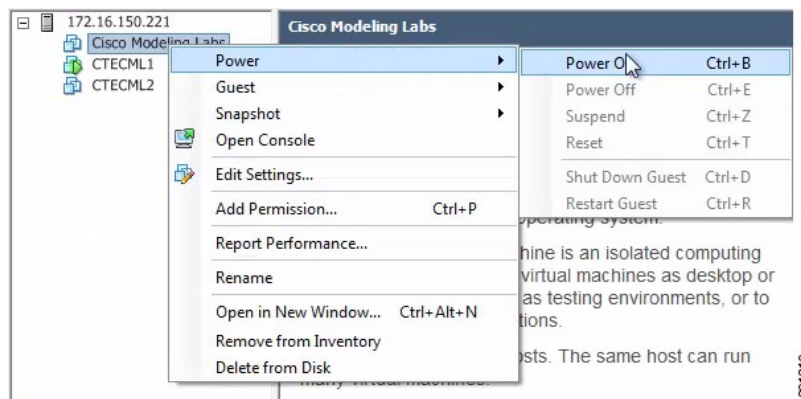 172.16.150.221
Cisco Modeling Labs
CTECML1
CTECML2
Cisco Modeling Labs
Power
Guest
Snapshot
Open Console
Edit Settings...
Add Permission... Ctrl+P
Report Performance...
Rename
Open in New Window... Ctrl+Alt+N
Remove from Inventory
Delete from Disk
Power Ctrl+B
Power Off Ctrl+E
Suspend Ctrl+Z
Reset Ctrl+T
Shut Down Guest Ctrl+D
Restart Guest Ctrl+R
operating system.
hine is an isolated computing
virtual machines as desktop or
as testing environments, or to
tions.
osts. The same host can run
many virtual machines.